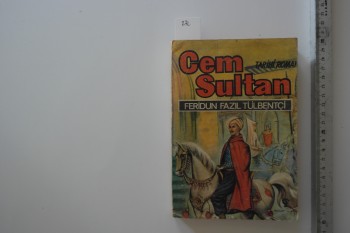 Cem
TARİHİ ROMAN
Sultan
FERİDUN FAZIL TÜLBENTÇİ